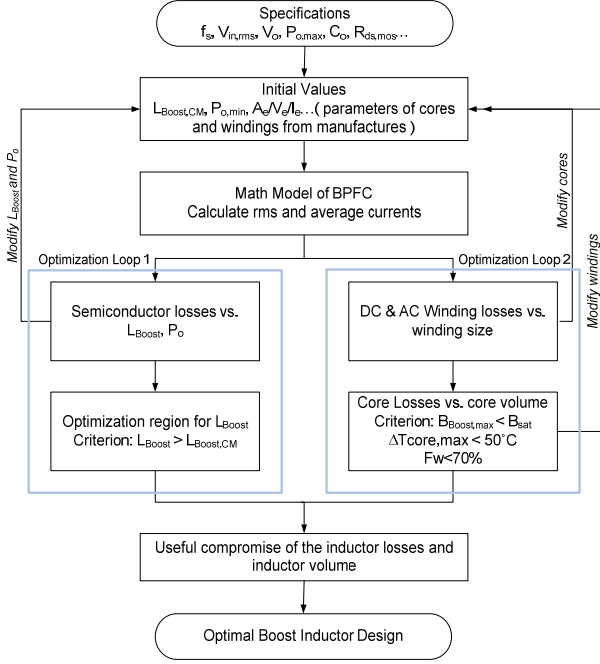 Specifications
fs, Vin,rms, Vo, Po,max, Co, Rds,mos...
Initial Values
LBoost,CM, Po,min, Ae/Ve/le...( parameters of cores
and windings from manufactures )
Math Model of BPFC
Calculate rms and average currents
Modify LBoost and Po
Modify cores
Modify windings
Optimization Loop 1
Optimization Loop 2
Semiconductor losses vs.
LBoost, Po
DC & AC Winding losses vs.
winding size
Optimization region for LBoost
Criterion: LBoost > LBoost,CM
Core Losses vs. core volume
Criterion: BBoost,max < Bsat
ΔTcore,max < 50°C
Fw<70%
Useful compromise of the inductor losses and
inductor volume
Optimal Boost Inductor Design